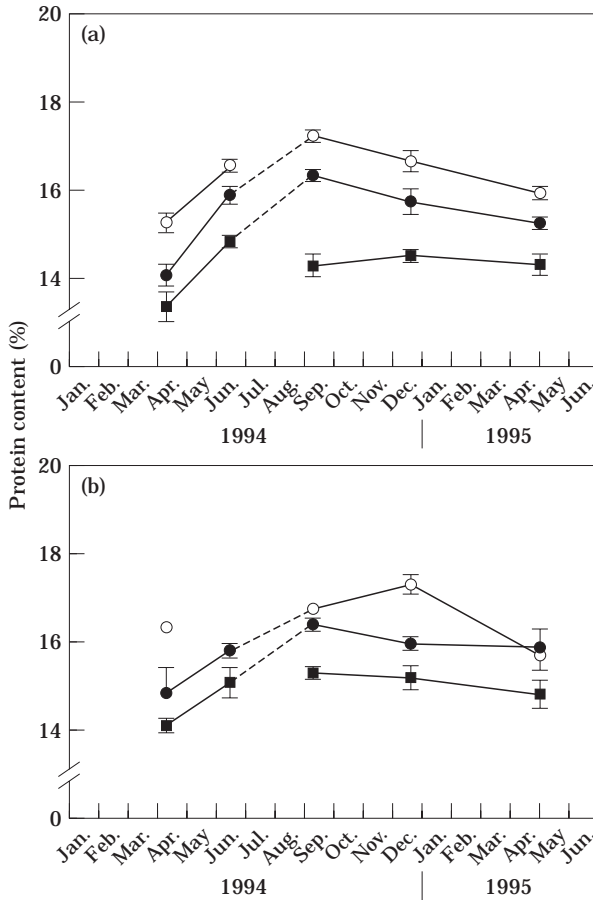 Protein content (%)
(a)
20
18
16
14
0
Jan. Feb. Mar. Apr. May Jun. Jul. Aug. Sep. Oct. Nov. Dec. Jan. Feb. Mar. Apr. May Jun.
1994 1995
(b)
20
18
16
14
0
Jan. Feb. Mar. Apr. May Jun. Jul. Aug. Sep. Oct. Nov. Dec. Jan. Feb. Mar. Apr. May Jun.
1994 1995